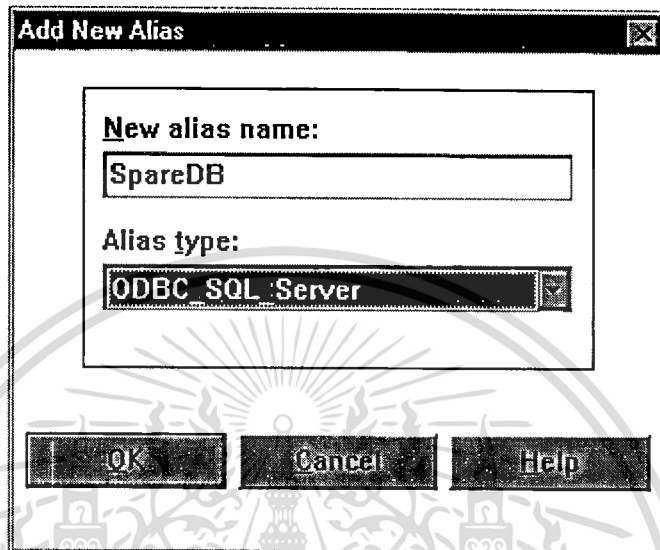 Add New Alias
New alias name:
SpareDB
Alias type:
ODBC_SQL_Server
OK Cancel Help